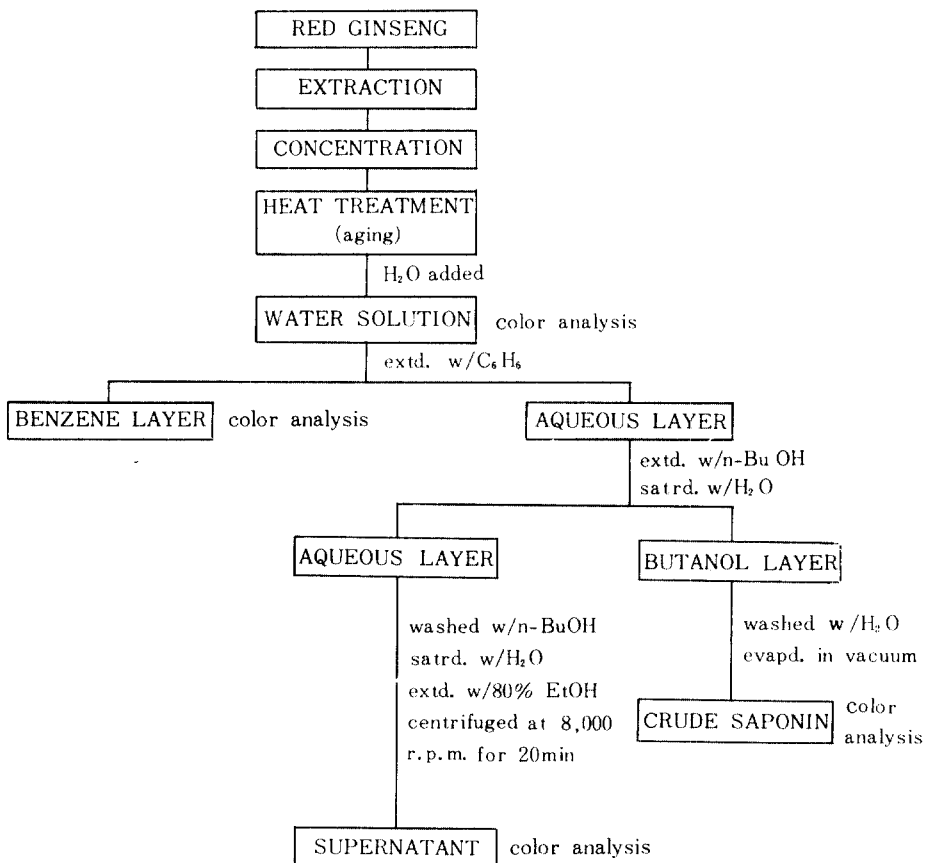 RED GINSENG
EXTRACTION
CONCENTRATION
HEAT TREATMENT
(aging)
H₂O added
WATER SOLUTION
color analysis
extd. w/C₆H₆
BENZENE LAYER
color analysis
AQUEOUS LAYER
extd. w/n-Bu OH
satrd. w/H₂O
AQUEOUS LAYER
washed w/n-BuOH
satrd. w/H₂O
extd. w/80% EtOH
centrifuged at 8,000
r.p.m. for 20min
SUPERNATANT
color analysis
BUTANOL LAYER
washed w/H₂O
evapd. in vacuum
CRUDE SAPONIN
color
analysis